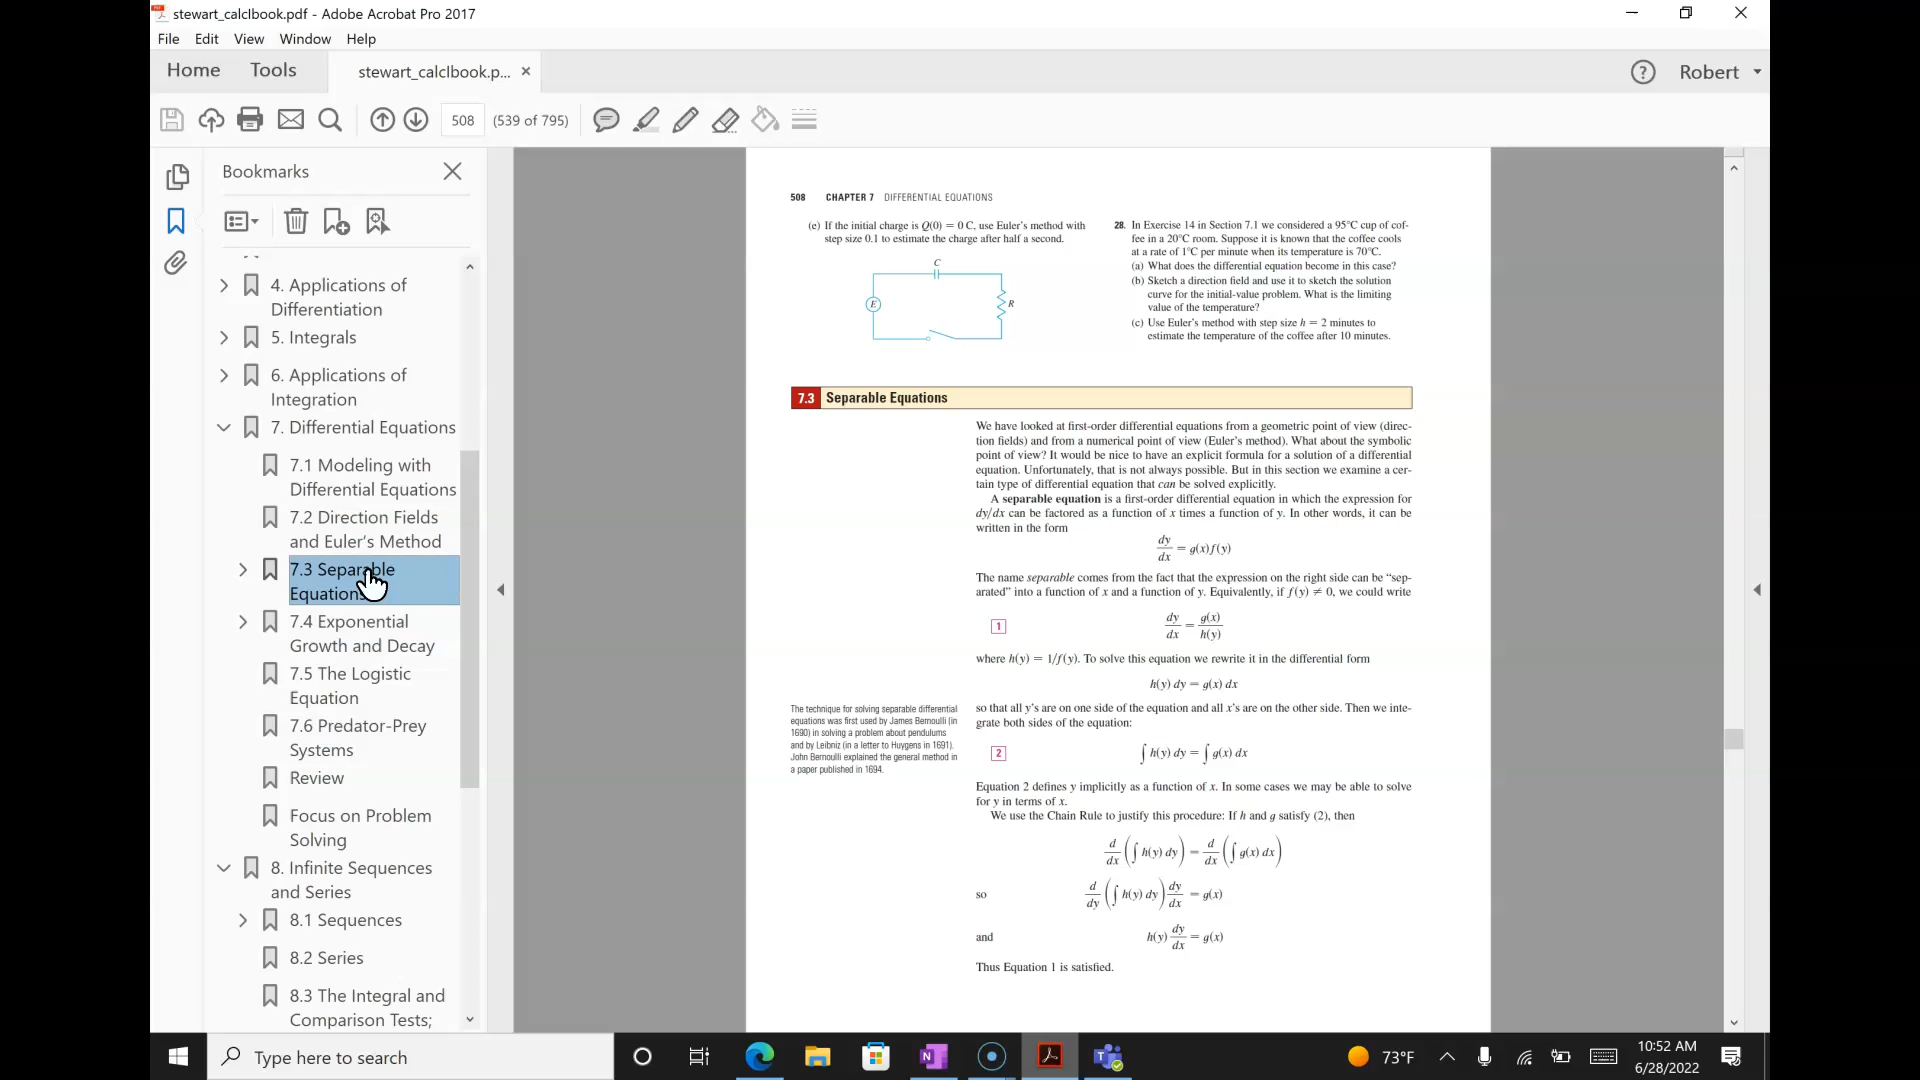 stewart_calclbook.pdf - Adobe Acrobat Pro 2017
File Edit View Window Help
Home Tools stewart_calclbook.p... ×
Robert
508 (539 of 795)
Bookmarks
4. Applications of
Differentiation
5. Integrals
6. Applications of
Integration
7. Differential Equations
7.1 Modeling with
Differential Equations
7.2 Direction Fields
and Euler's Method
7.3 Separable
Equations
7.4 Exponential
Growth and Decay
7.5 The Logistic
Equation
7.6 Predator-Prey
Systems
Review
Focus on Problem
Solving
8. Infinite Sequences
and Series
8.1 Sequences
8.2 Series
8.3 The Integral and
Comparison Tests;
508 CHAPTER 7 DIFFERENTIAL EQUATIONS
(e) If the initial charge is Q(0) = 0 C, use Euler's method with
step size 0.1 to estimate the charge after half a second.
C
E
R
28. In Exercise 14 in Section 7.1 we considered a 95°C cup of cof-
fee in a 20°C room. Suppose it is known that the coffee cools
at a rate of 1°C per minute when its temperature is 70°C.
(a) What does the differential equation become in this case?
(b) Sketch a direction field and use it to sketch the solution
curve for the initial-value problem. What is the limiting
value of the temperature?
(c) Use Euler's method with step size h = 2 minutes to
estimate the temperature of the coffee after 10 minutes.
7.3 Separable Equations
We have looked at first-order differential equations from a geometric point of view (direc-
tion fields) and from a numerical point of view (Euler's method). What about the symbolic
point of view? It would be nice to have an explicit formula for a solution of a differential
equation. Unfortunately, that is not always possible. But in this section we examine a cer-
tain type of differential equation that can be solved explicitly.
A separable equation is a first-order differential equation in which the expression for
dy/dx can be factored as a function of x times a function of y. In other words, it can be
written in the form
dy/dx = g(x)f(y)
The name separable comes from the fact that the expression on the right side can be “sep-
arated” into a function of x and a function of y. Equivalently, if f(y) ≠ 0, we could write
1 dy/dx = g(x)/h(y)
where h(y) = 1/f(y). To solve this equation we rewrite it in the differential form
h(y) dy = g(x) dx
so that all y's are on one side of the equation and all x's are on the other side. Then we inte-
grate both sides of the equation:
The technique for solving separable differential
equations was first used by James Bernoulli (in
1690) in solving a problem about pendulums
and by Leibniz (in a letter to Huygens in 1691).
John Bernoulli explained the general method in
a paper published in 1694.
2 ∫ h(y) dy = ∫ g(x) dx
Equation 2 defines y implicitly as a function of x. In some cases we may be able to solve
for y in terms of x.
We use the Chain Rule to justify this procedure: If h and g satisfy (2), then
d/dx (∫ h(y) dy) = d/dx (∫ g(x) dx)
so d/dy (∫ h(y) dy) dy/dx = g(x)
and h(y) dy/dx = g(x)
Thus Equation 1 is satisfied.
Type here to search
73°F
10:52 AM
6/28/2022